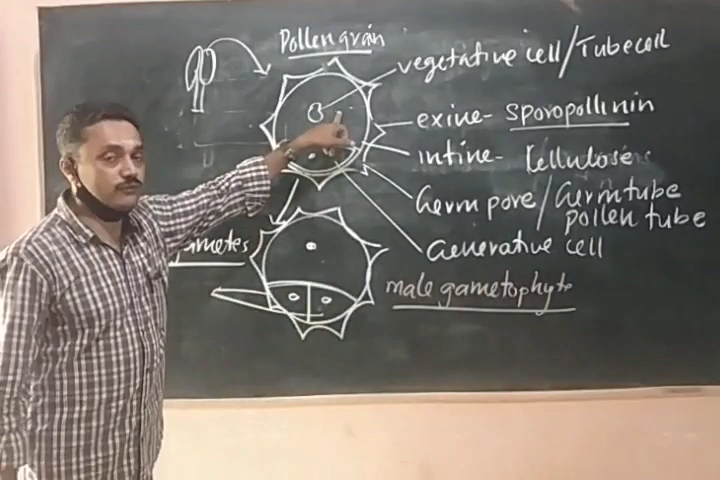 Pollen grain
vegetative cell/Tube cell
exine- sporopollinin
intine- Cellulose
Germ pore/Germ tube
pollen tube
Generative cell
male gametophyte